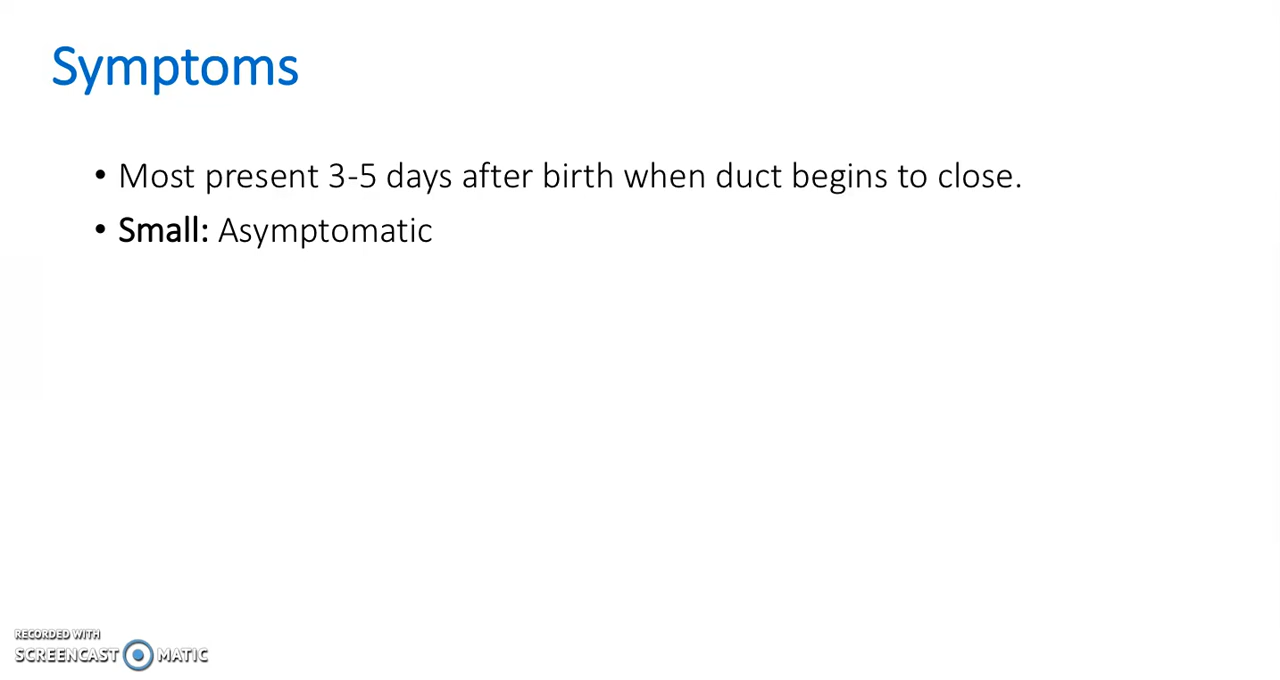 Symptoms
• Most present 3-5 days after birth when duct begins to close.
• Small: Asymptomatic
RECORDED WITH
SCREENCAST MATIC